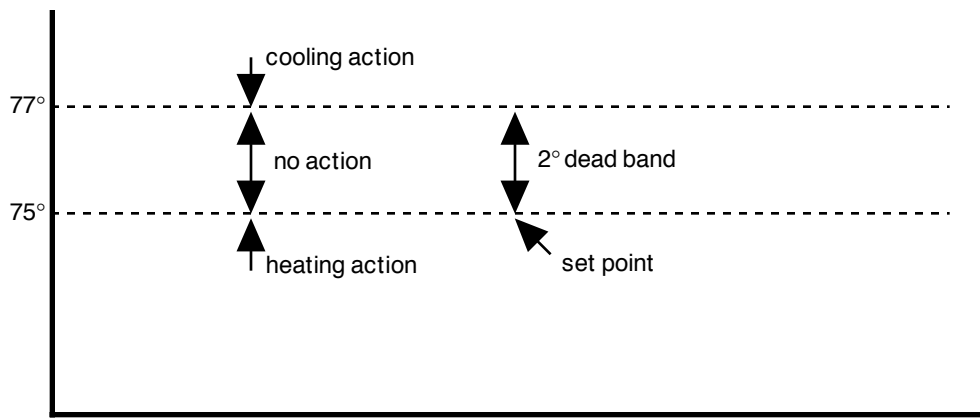 cooling action
77°
no action
2° dead band
75°
heating action
set point